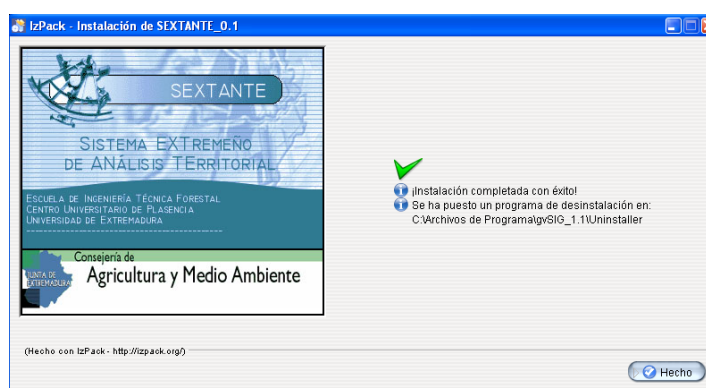 IzPack - Instalación de SEXTANTE_0.1
SEXTANTE
SISTEMA EXTREMEÑO
DE ANÁLISIS TERRITORIAL
ESCUELA DE INGENIERÍA TÉCNICA FORESTAL
CENTRO UNIVERSITARIO DE PLASENCIA
UNIVERSIDAD DE EXTREMADURA
Consejería de
Agricultura y Medio Ambiente
JUNTA DE
EXTREMADURA
¡Instalación completada con éxito!
Se ha puesto un programa de desinstalación en:
C:\Archivos de Programa\gvSIG_1.1\Uninstaller
(Hecho con IzPack - http://izpack.org/)
Hecho